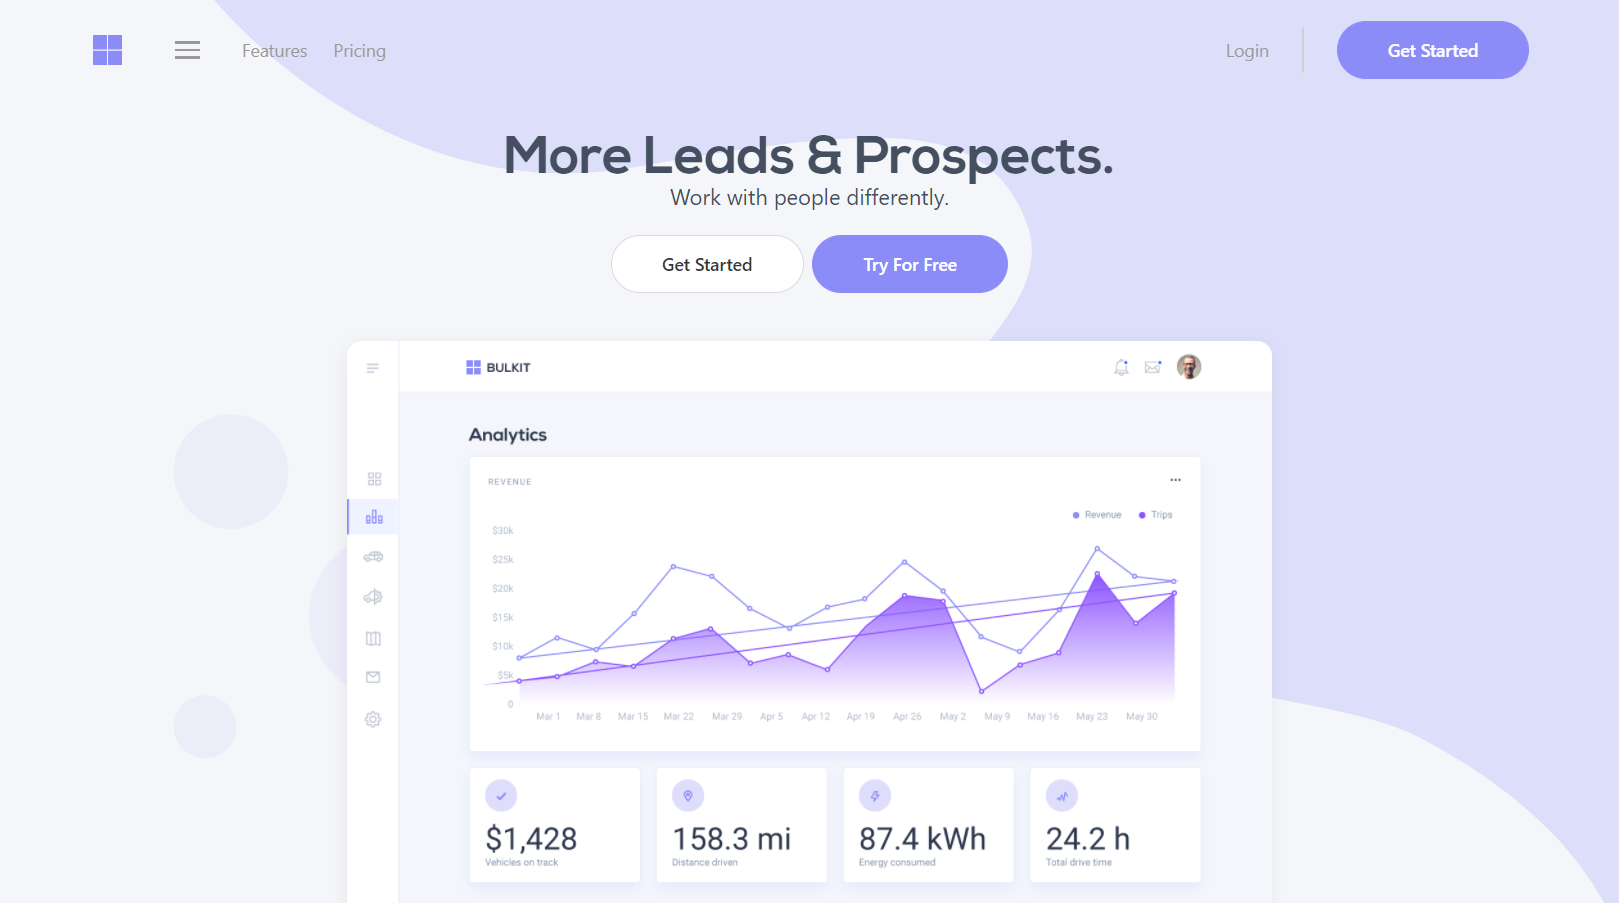 Features Pricing Login Get Started
More Leads & Prospects.
Work with people differently.
Get Started Try For Free
BULKIT
Analytics
REVENUE
Revenue Trips
$30k
$25k
$20k
$15k
$10k
$5k
0
Mar 1 Mar 8 Mar 15 Mar 22 Mar 29 Apr 5 Apr 12 Apr 19 Apr 26 May 2 May 9 May 16 May 23 May 30
$1,428 158.3 mi 87.4 kWh 24.2 h
Vehicles on track Distance driven Energy consumed Total drive time